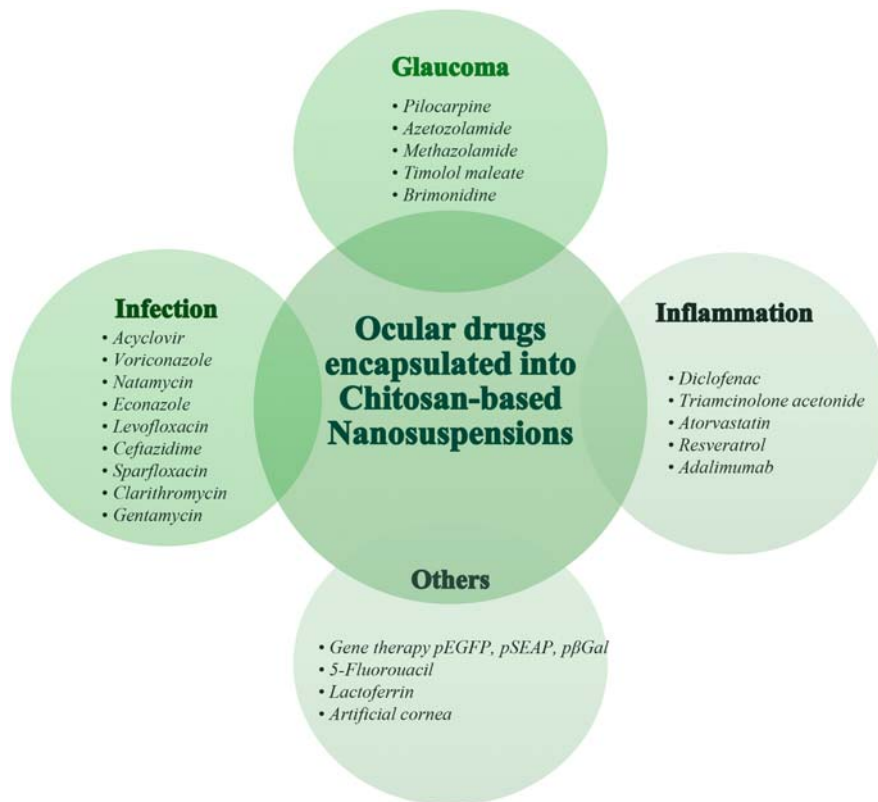 Glaucoma
• Pilocarpine
• Azetozolamide
• Methazolamide
• Timolol maleate
• Brimonidine
Infection
• Acyclovir
• Voriconazole
• Natamycin
• Econazole
• Levofloxacin
• Ceftazidime
• Sparfloxacin
• Clarithromycin
• Gentamycin
Ocular drugs
encapsulated into
Chitosan-based
Nanosuspensions
Inflammation
• Diclofenac
• Triamcinolone acetonide
• Atorvastatin
• Resveratrol
• Adalimumab
Others
• Gene therapy pEGFP, pSEAP, pβGal
• 5-Fluorouacil
• Lactoferrin
• Artificial cornea